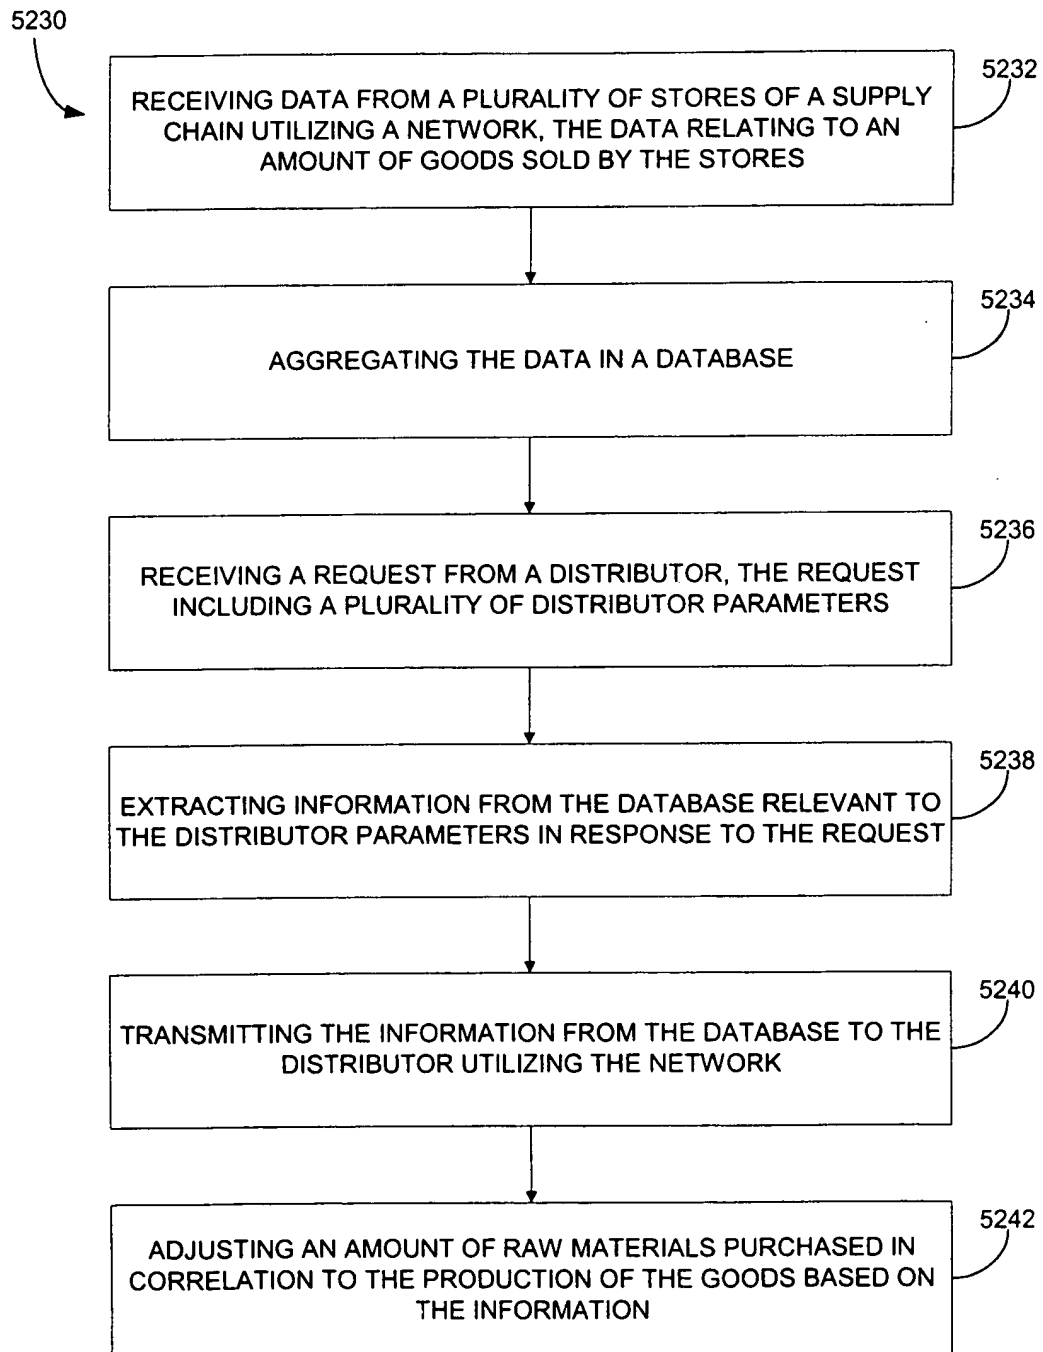 5230
5232
RECEIVING DATA FROM A PLURALITY OF STORES OF A SUPPLY
CHAIN UTILIZING A NETWORK, THE DATA RELATING TO AN
AMOUNT OF GOODS SOLD BY THE STORES
5234
AGGREGATING THE DATA IN A DATABASE
5236
RECEIVING A REQUEST FROM A DISTRIBUTOR, THE REQUEST
INCLUDING A PLURALITY OF DISTRIBUTOR PARAMETERS
5238
EXTRACTING INFORMATION FROM THE DATABASE RELEVANT TO
THE DISTRIBUTOR PARAMETERS IN RESPONSE TO THE REQUEST
5240
TRANSMITTING THE INFORMATION FROM THE DATABASE TO THE
DISTRIBUTOR UTILIZING THE NETWORK
5242
ADJUSTING AN AMOUNT OF RAW MATERIALS PURCHASED IN
CORRELATION TO THE PRODUCTION OF THE GOODS BASED ON
THE INFORMATION